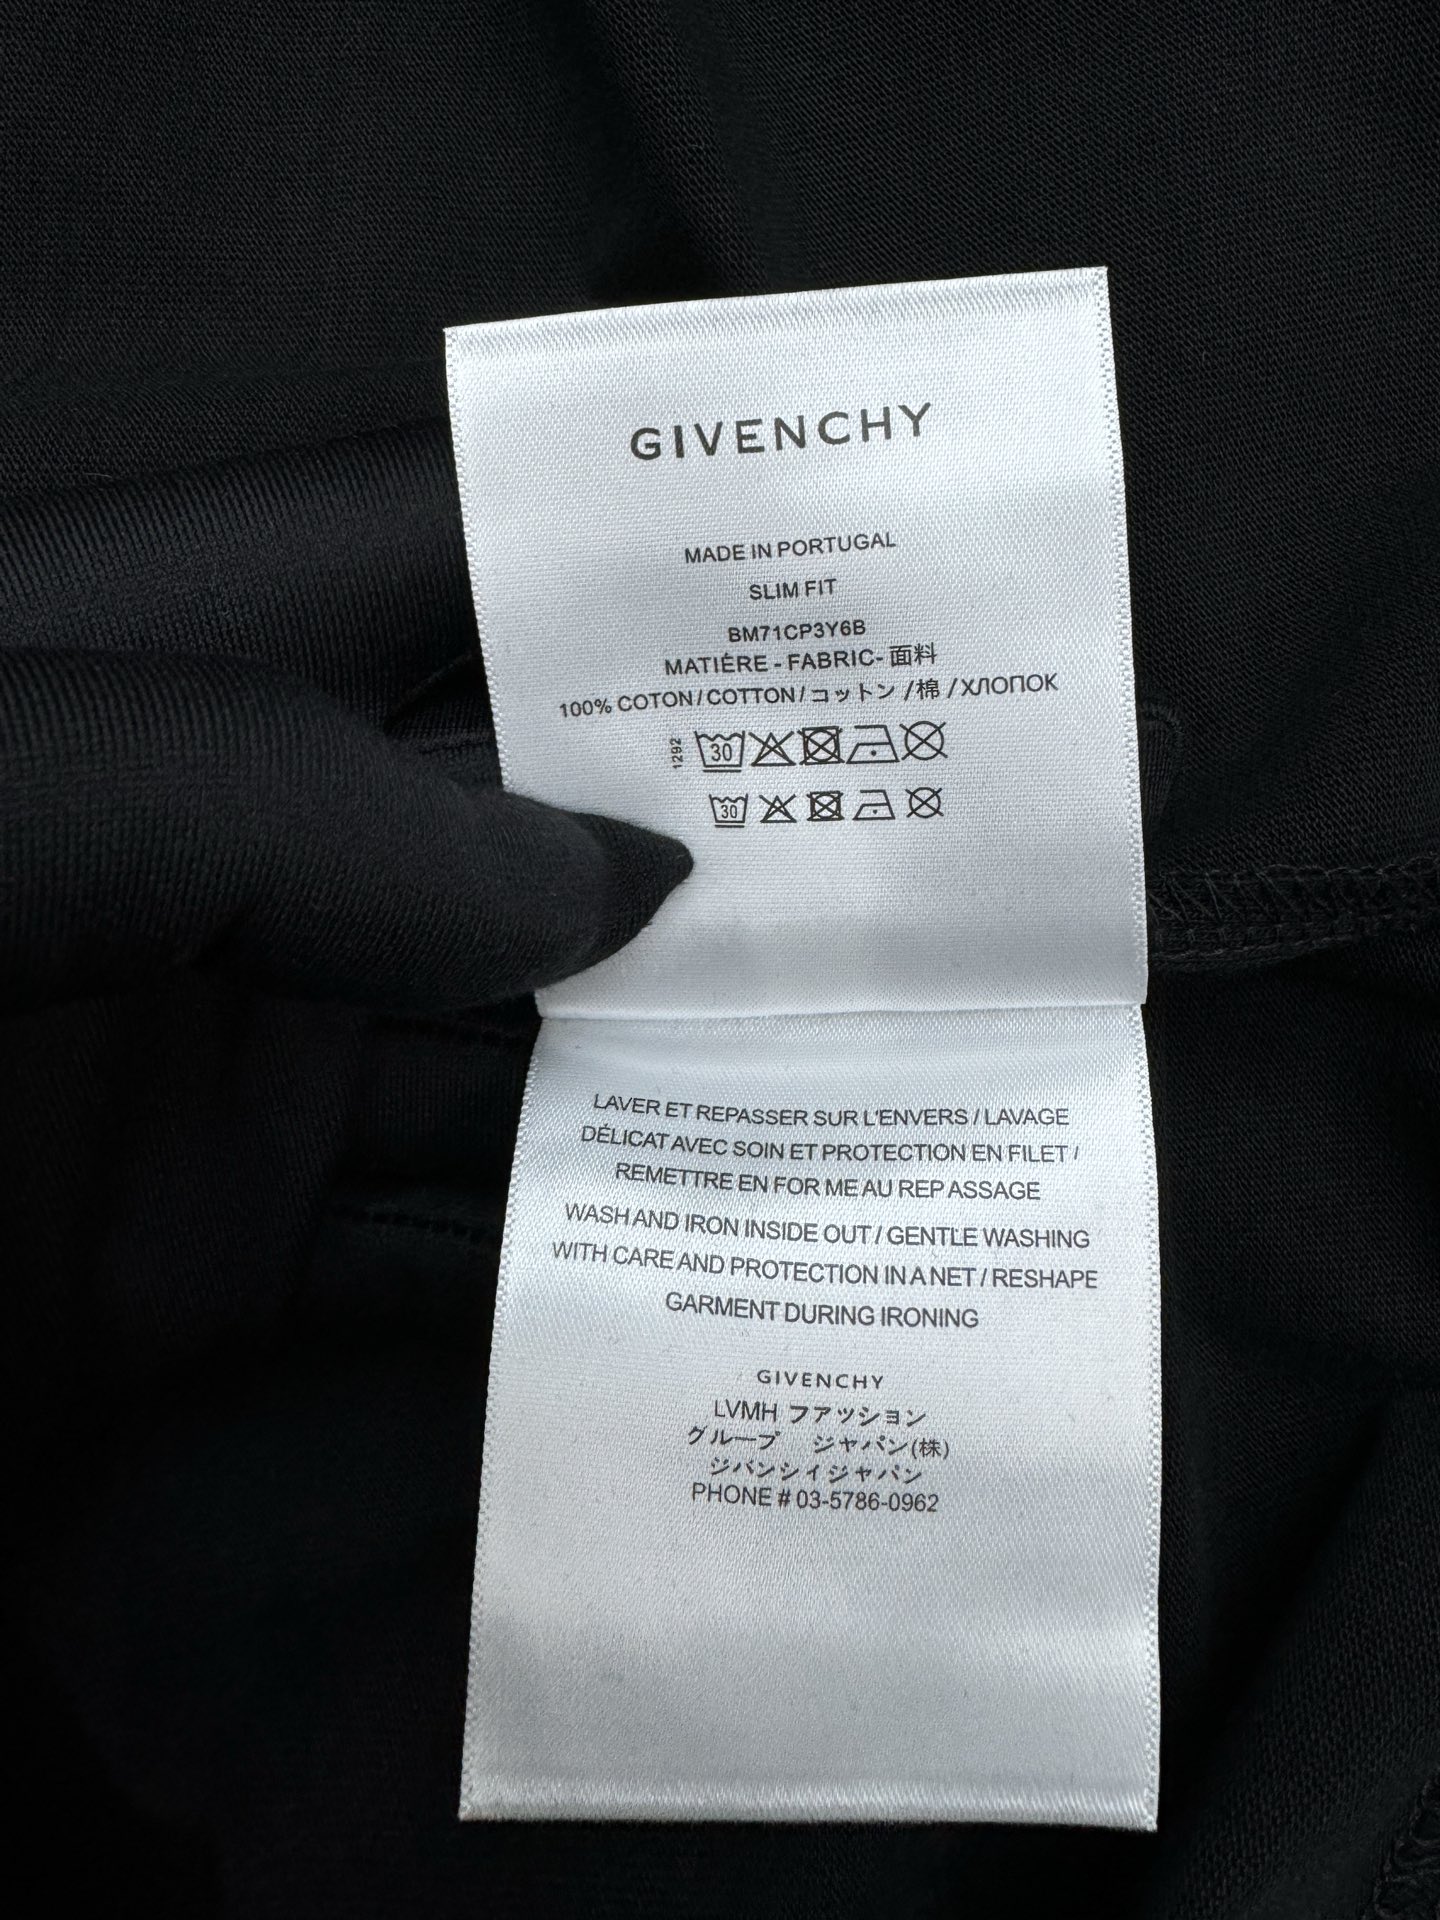 GIVENCHY
MADE IN PORTUGAL
SLIM FIT
BM71CP3Y6B
MATIÉRE - FABRIC- 面料
100% COTON / COTTON / コットン / 棉 / ХЛОПОК
1292 30
30
LAVER ET REPASSER SUR L'ENVERS / LAVAGE
DÉLICAT AVEC SOIN ET PROTECTION EN FILET /
REMETTRE EN FOR ME AU REP ASSAGE
WASH AND IRON INSIDE OUT / GENTLE WASHING
WITH CARE AND PROTECTION IN A NET / RESHAPE
GARMENT DURING IRONING
GIVENCHY
LVMH ファッション
グループ ジャパン(株)
ジバンシイジャパン
PHONE # 03-5786-0962